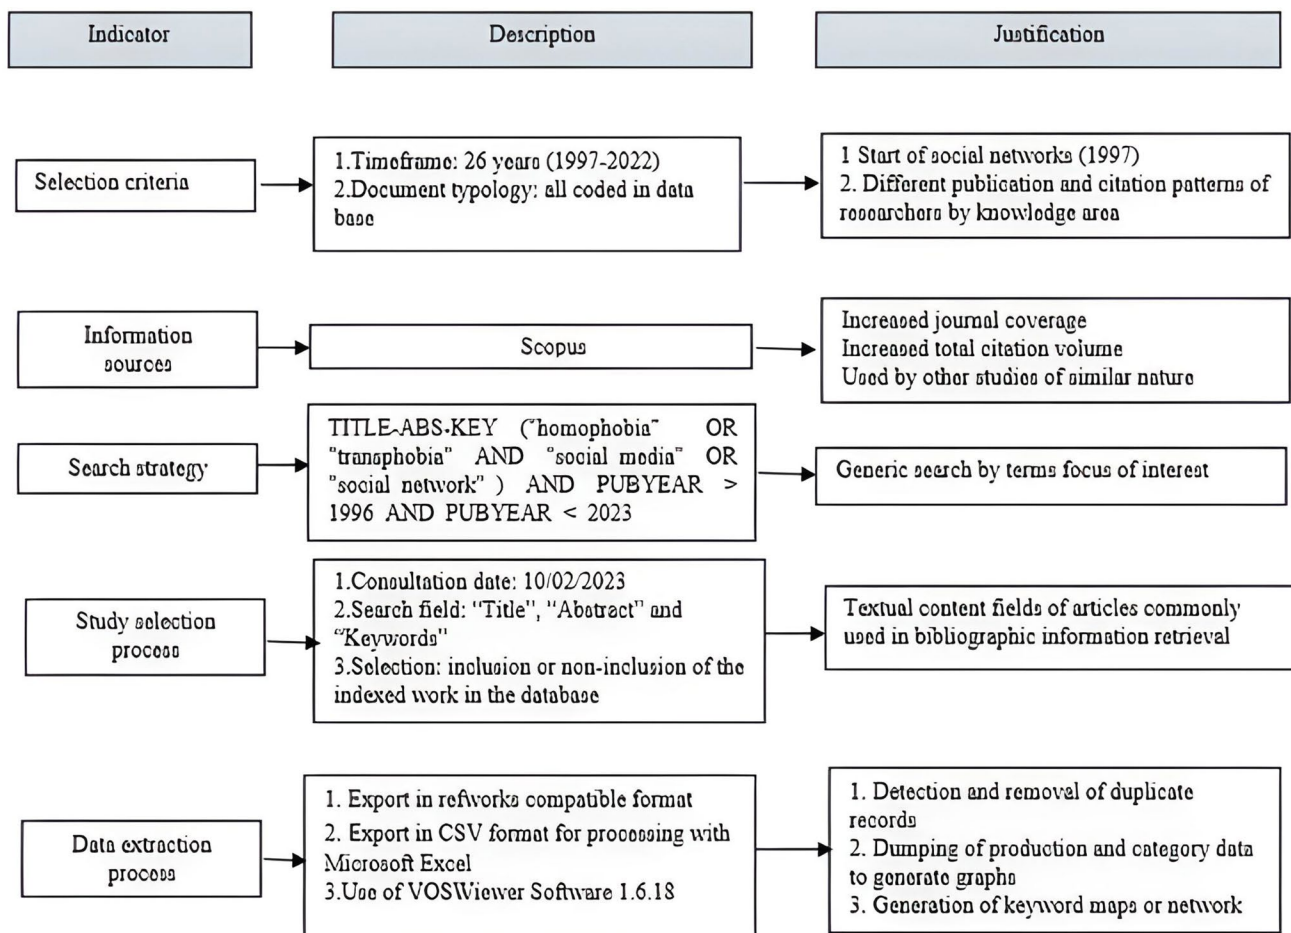 Indicator
Description
Justification
Selection criteria
1.Timeframe: 26 years (1997-2022)
2.Document typology: all coded in data
base
1 Start of social networks (1997)
2. Different publication and citation patterns of
researchers by knowledge area
Information
sources
Scopus
Increased journal coverage
Increased total citation volume
Used by other studies of similar nature
Search strategy
TITLE-ABS-KEY ("homophobia" OR
"transphobia" AND "social media" OR
"social network" ) AND PUBYEAR >
1996 AND PUBYEAR < 2023
Generic search by terms focus of interest
Study selection
process
1.Consultation date: 10/02/2023
2.Search field: "Title", "Abstract" and
"Keywords"
3.Selection: inclusion or non-inclusion of the
indexed work in the database
Textual content fields of articles commonly
used in bibliographic information retrieval
Data extraction
process
1. Export in refworks compatible format
2. Export in CSV format for processing with
Microsoft Excel
3.Use of VOSWiewer Software 1.6.18
1. Detection and removal of duplicate
records
2. Dumping of production and category data
to generate graphs
3. Generation of keyword maps or network